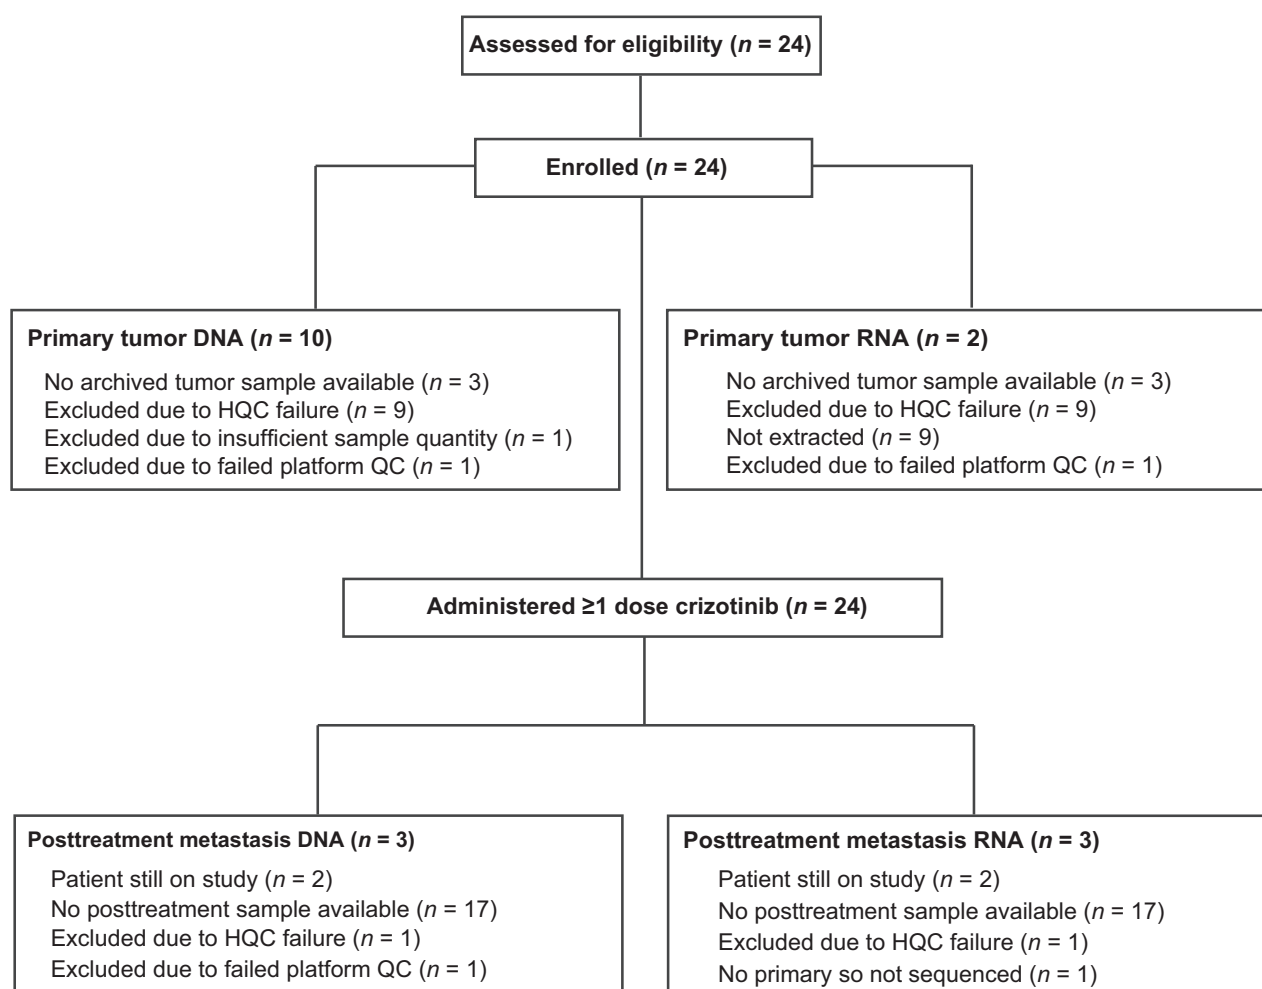 Assessed for eligibility (n = 24)
Enrolled (n = 24)
Primary tumor DNA (n = 10)
No archived tumor sample available (n = 3)
Excluded due to HQC failure (n = 9)
Excluded due to insufficient sample quantity (n = 1)
Excluded due to failed platform QC (n = 1)
Primary tumor RNA (n = 2)
No archived tumor sample available (n = 3)
Excluded due to HQC failure (n = 9)
Not extracted (n = 9)
Excluded due to failed platform QC (n = 1)
Administered ≥1 dose crizotinib (n = 24)
Posttreatment metastasis DNA (n = 3)
Patient still on study (n = 2)
No posttreatment sample available (n = 17)
Excluded due to HQC failure (n = 1)
Excluded due to failed platform QC (n = 1)
Posttreatment metastasis RNA (n = 3)
Patient still on study (n = 2)
No posttreatment sample available (n = 17)
Excluded due to HQC failure (n = 1)
No primary so not sequenced (n = 1)